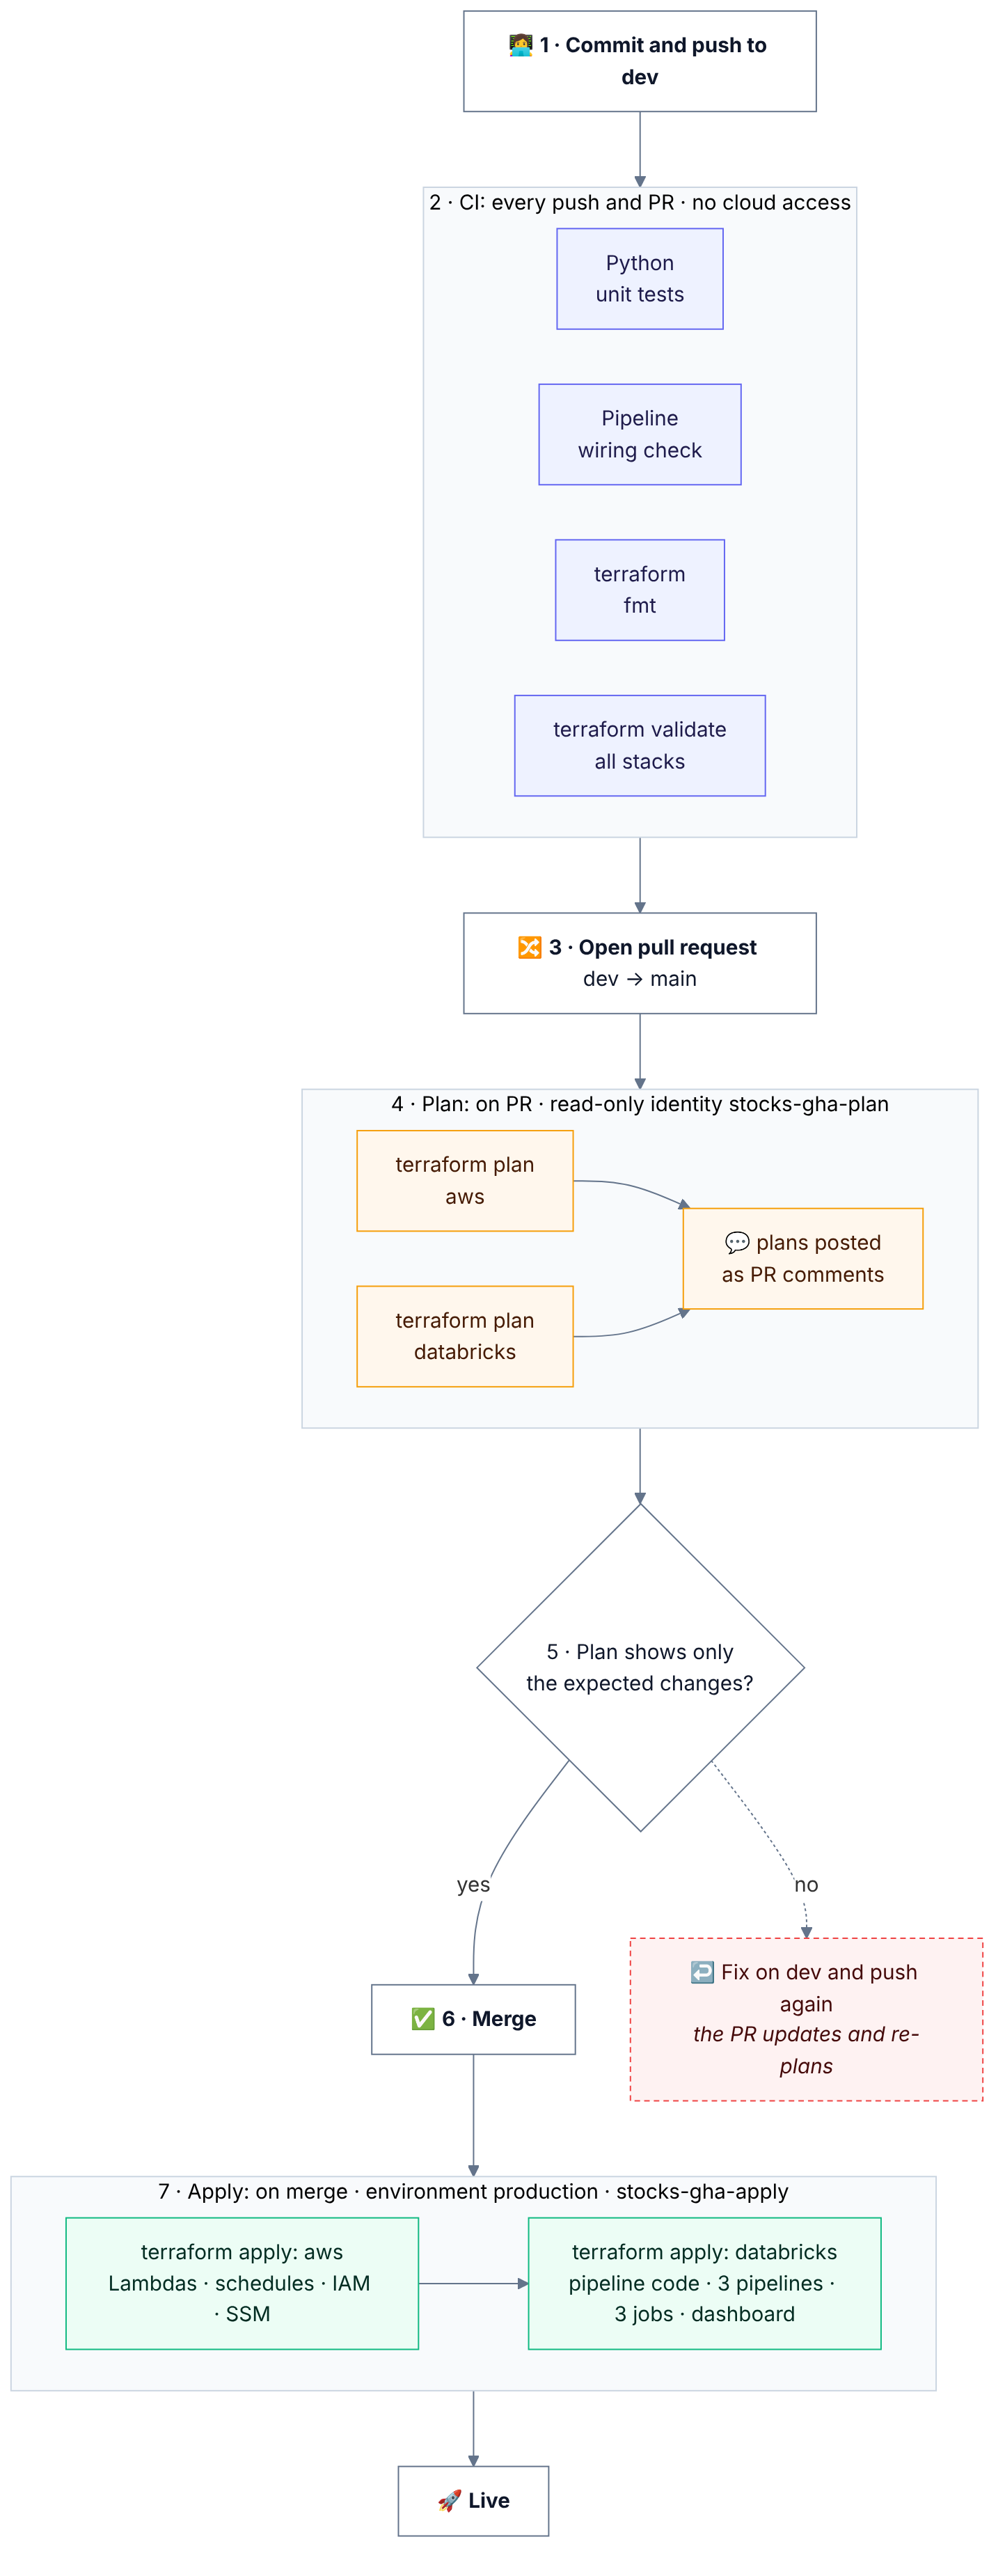 👩‍💻 1 · Commit and push to
dev
2 · CI: every push and PR · no cloud access
Python
unit tests
Pipeline
wiring check
terraform
fmt
terraform validate
all stacks
🔀 3 · Open pull request
dev → main
4 · Plan: on PR · read-only identity stocks-gha-plan
terraform plan
aws
💬 plans posted
as PR comments
terraform plan
databricks
5 · Plan shows only
the expected changes?
yes
no
↩️ Fix on dev and push
again
the PR updates and re-
plans
✅ 6 · Merge
7 · Apply: on merge · environment production · stocks-gha-apply
terraform apply: aws
Lambdas · schedules · IAM
· SSM
terraform apply: databricks
pipeline code · 3 pipelines ·
3 jobs · dashboard
🚀 Live